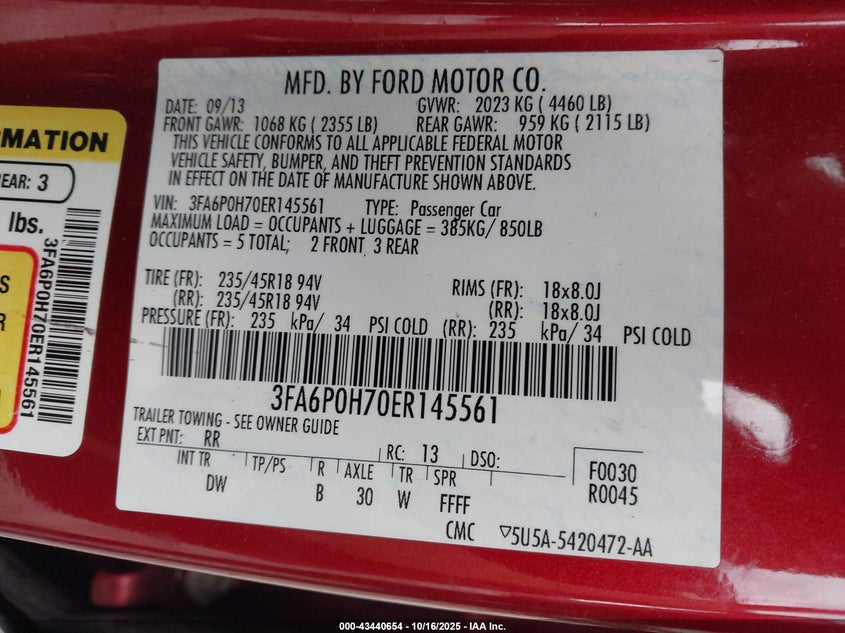 MFD. BY FORD MOTOR CO.
DATE: 09/13 GVWR: 2023 KG ( 4460 LB)
FRONT GAWR: 1068 KG ( 2355 LB) REAR GAWR: 959 KG ( 2115 LB)
THIS VEHICLE CONFORMS TO ALL APPLICABLE FEDERAL MOTOR
VEHICLE SAFETY, BUMPER, AND THEFT PREVENTION STANDARDS
IN EFFECT ON THE DATE OF MANUFACTURE SHOWN ABOVE.
VIN: 3FA6P0H70ER145561 TYPE: Passenger Car
MAXIMUM LOAD = OCCUPANTS + LUGGAGE = 385KG/ 850LB
OCCUPANTS = 5 TOTAL; 2 FRONT, 3 REAR
TIRE (FR): 235/45R18 94V RIMS (FR): 18x8.0J
(RR): 235/45R18 94V (RR): 18x8.0J
PRESSURE (FR): 235 kPa/ 34 PSI COLD (RR): 235 kPa/ 34 PSI COLD
3FA6P0H70ER145561
TRAILER TOWING - SEE OWNER GUIDE
EXT PNT: RR RC: 13 DSO:
INT TR TP/PS R AXLE TR SPR F0030
DW B 30 W FFFF R0045
CMC ▽5U5A-5420472-AA
RMATION
EAR: 3
lbs.
3FA6P0H70ER145561
S
R
000-43440654 - 10/16/2025 - IAA Inc.